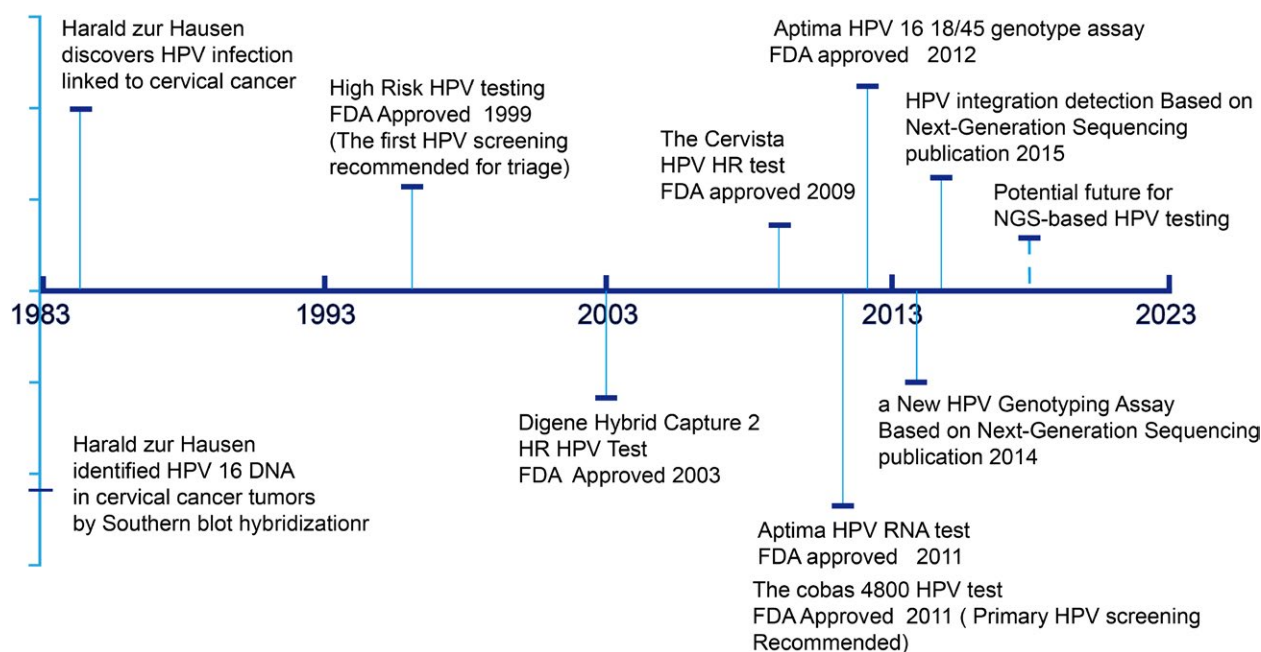 Harald zur Hausen
discovers HPV infection
linked to cervical cancer
High Risk HPV testing
FDA Approved 1999
(The first HPV screening
recommended for triage)
The Cervista
HPV HR test
FDA approved 2009
Aptima HPV 16 18/45 genotype assay
FDA approved 2012
HPV integration detection Based on
Next-Generation Sequencing
publication 2015
Potential future for
NGS-based HPV testing
1983
1993
2003
2013
2023
Harald zur Hausen
identified HPV 16 DNA
in cervical cancer tumors
by Southern blot hybridizationr
Digene Hybrid Capture 2
HR HPV Test
FDA Approved 2003
Aptima HPV RNA test
FDA approved 2011
The cobas 4800 HPV test
FDA Approved 2011 ( Primary HPV screening
Recommended)
a New HPV Genotyping Assay
Based on Next-Generation Sequencing
publication 2014